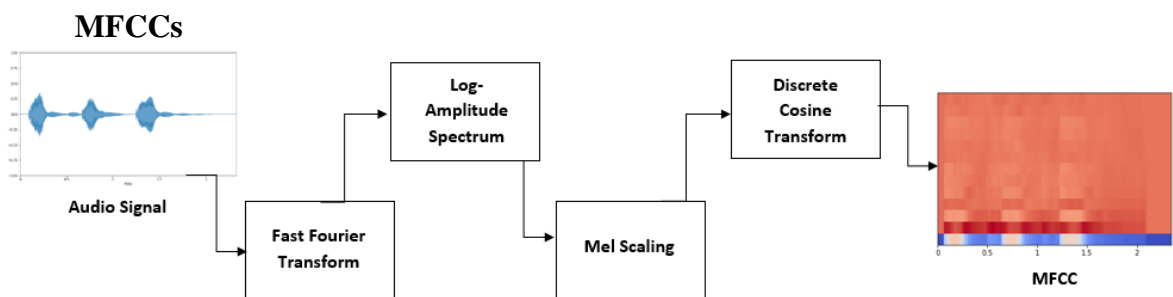 MFCCs
Audio Signal
Fast Fourier
Transform
Log-
Amplitude
Spectrum
Mel Scaling
Discrete
Cosine
Transform
0 0.5 1 1.5 2
MFCC